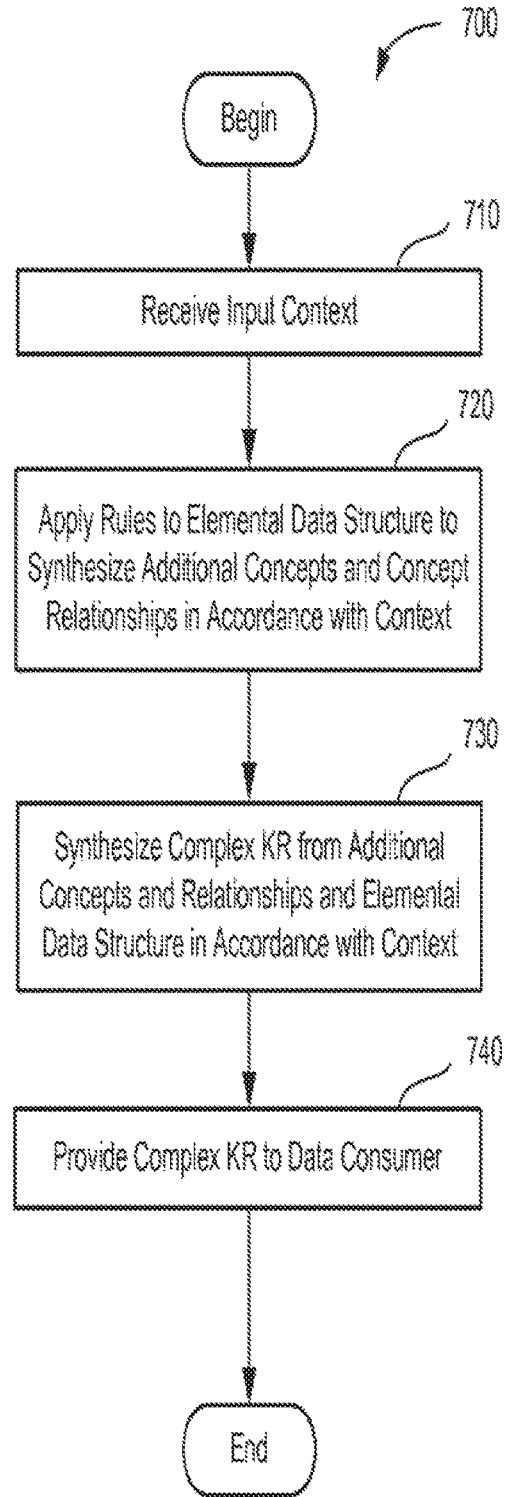 700
Begin
710
Receive Input Context
720
Apply Rules to Elemental Data Structure to
Synthesize Additional Concepts and Concept
Relationships in Accordance with Context
730
Synthesize Complex KR from Additional
Concepts and Relationships and Elemental
Data Structure in Accordance with Context
740
Provide Complex KR to Data Consumer
End